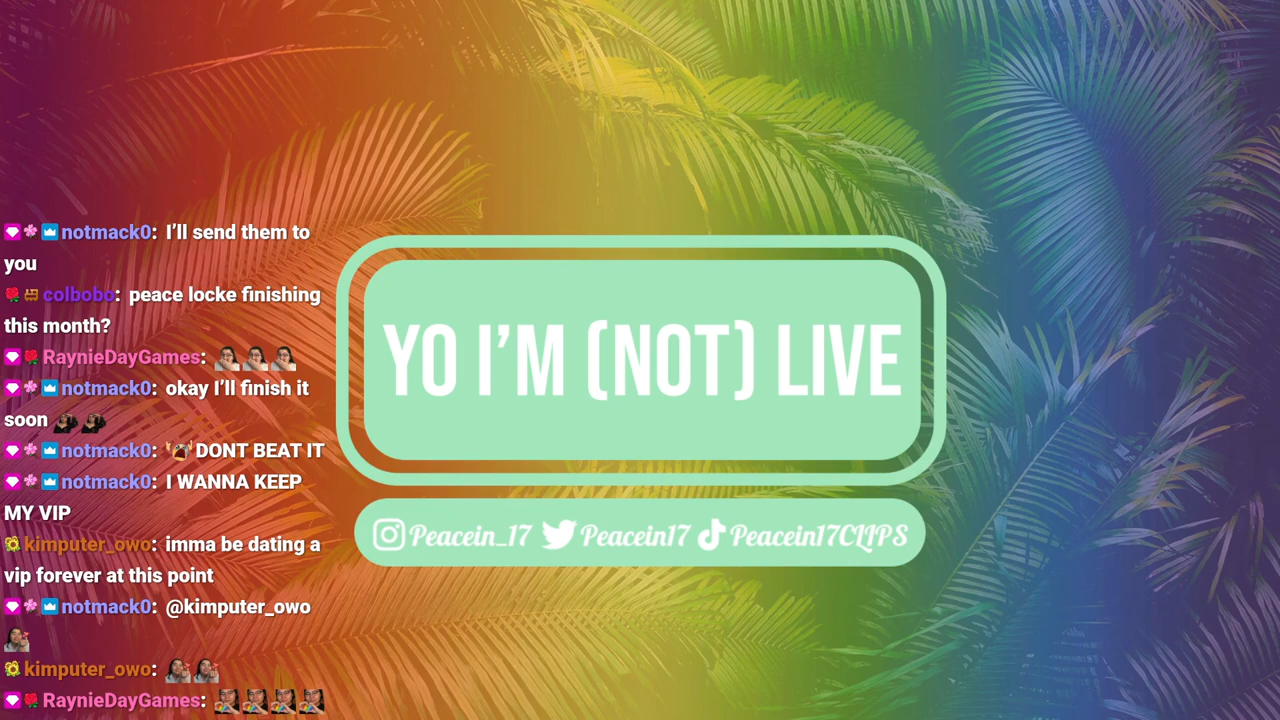 notmack0: I’ll send them to
you
colbobo: peace locke finishing
this month?
RaynieDayGames:
notmack0: okay I’ll finish it
soon
notmack0: DONT BEAT IT
notmack0: I WANNA KEEP
MY VIP
kimputer_owo: imma be dating a
vip forever at this point
notmack0: @kimputer_owo
kimputer_owo:
RaynieDayGames:
YO I’M (NOT) LIVE
Peacein_17 Peacein17 Peacein17CLIPS